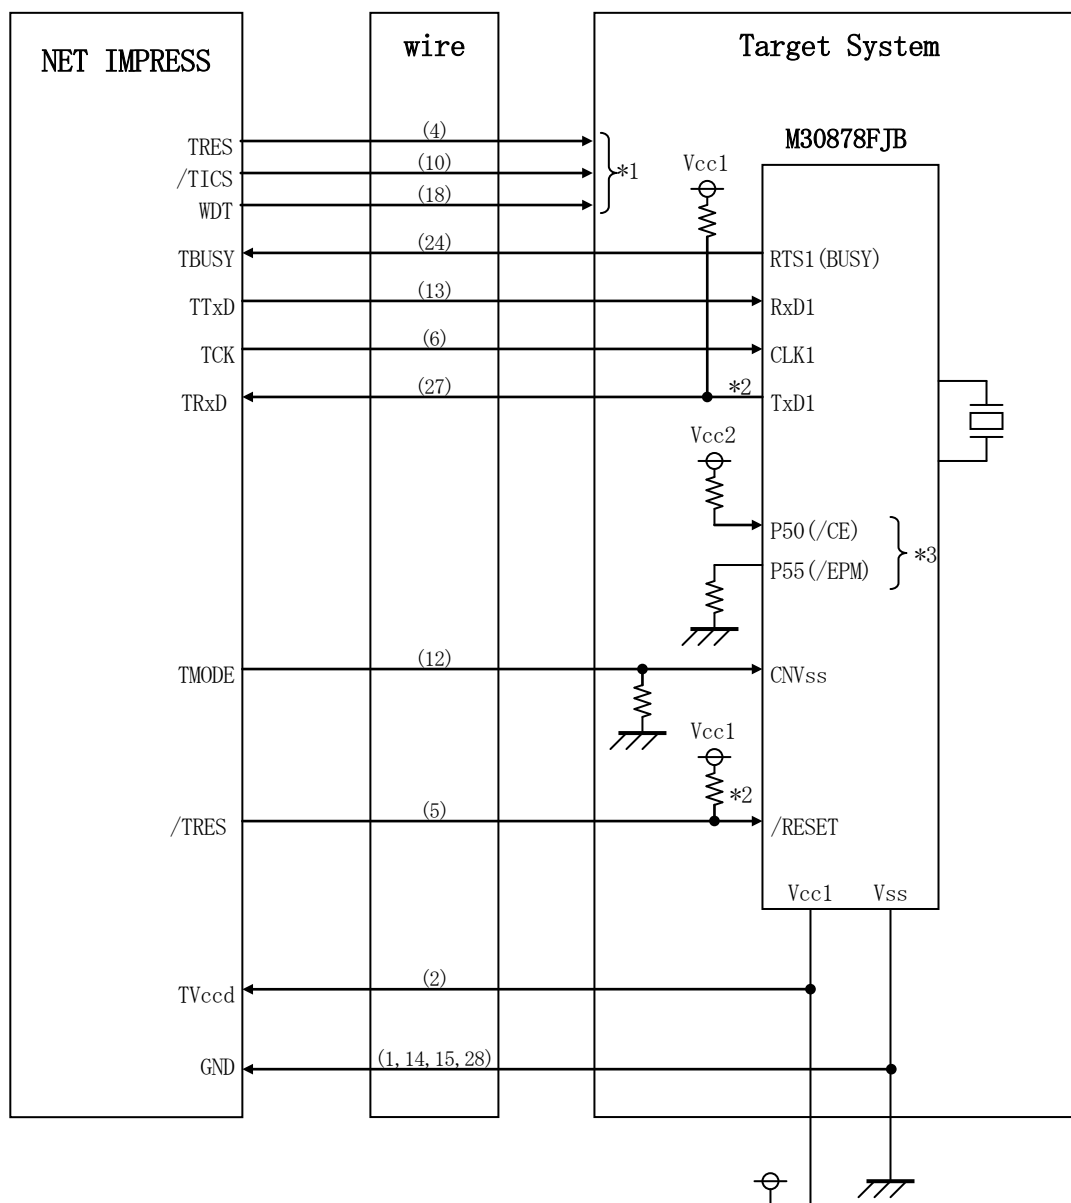 NET IMPRESS
wire
Target System
M30878FJB
TRES
(4)
/TICS
(10)
*1
WDT
(18)
Vcc1
TBUSY
(24)
RTS1(BUSY)
TTxD
(13)
RxD1
TCK
(6)
CLK1
TRxD
(27)
*2
TxD1
Vcc2
P50(/CE)
P55(/EPM)
*3
TMODE
(12)
CNVss
Vcc1
*2
/TRES
(5)
/RESET
Vcc1
Vss
TVccd
(2)
GND
(1,14,15,28)